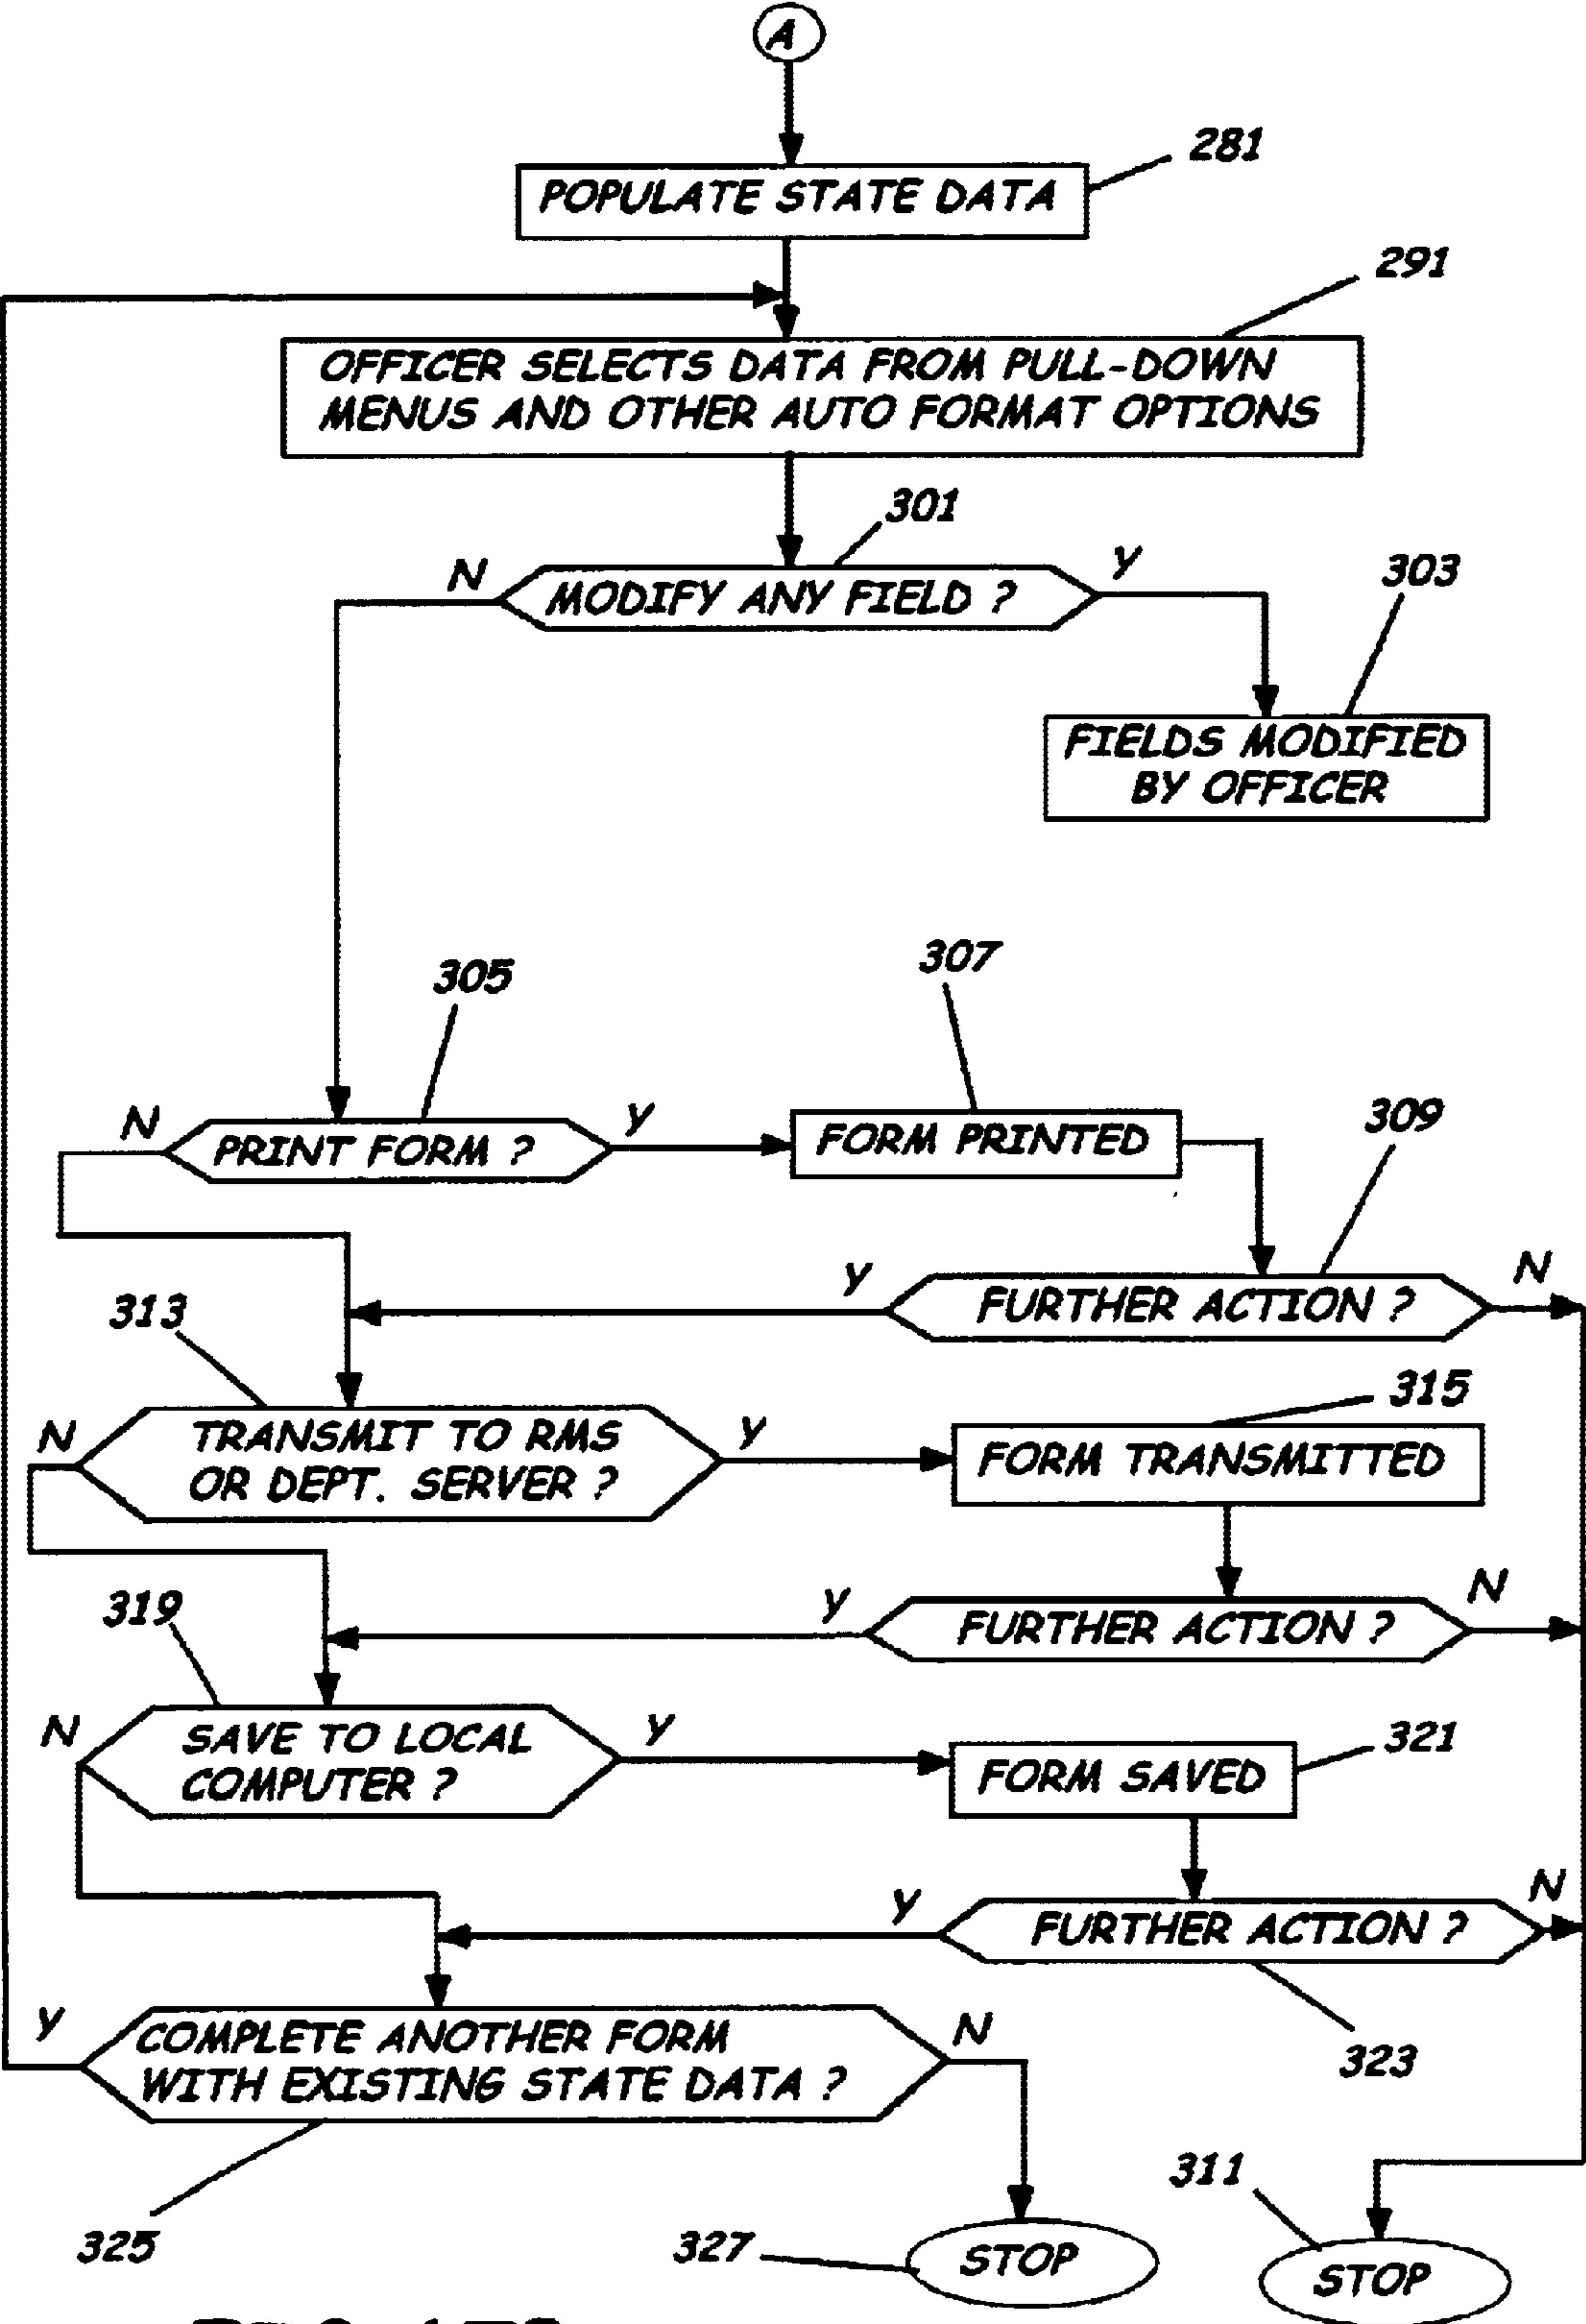 A
281
POPULATE STATE DATA
291
OFFICER SELECTS DATA FROM PULL-DOWN
MENUS AND OTHER AUTO FORMAT OPTIONS
301
N
Y
MODIFY ANY FIELD ?
303
FIELDS MODIFIED
BY OFFICER
305
307
N
PRINT FORM ?
Y
FORM PRINTED
309
Y
FURTHER ACTION ?
N
313
N
TRANSMIT TO RMS
OR DEPT. SERVER ?
Y
315
FORM TRANSMITTED
319
Y
FURTHER ACTION ?
N
N
SAVE TO LOCAL
COMPUTER ?
Y
321
FORM SAVED
Y
FURTHER ACTION ?
N
323
Y
COMPLETE ANOTHER FORM
WITH EXISTING STATE DATA ?
N
325
327
STOP
311
STOP